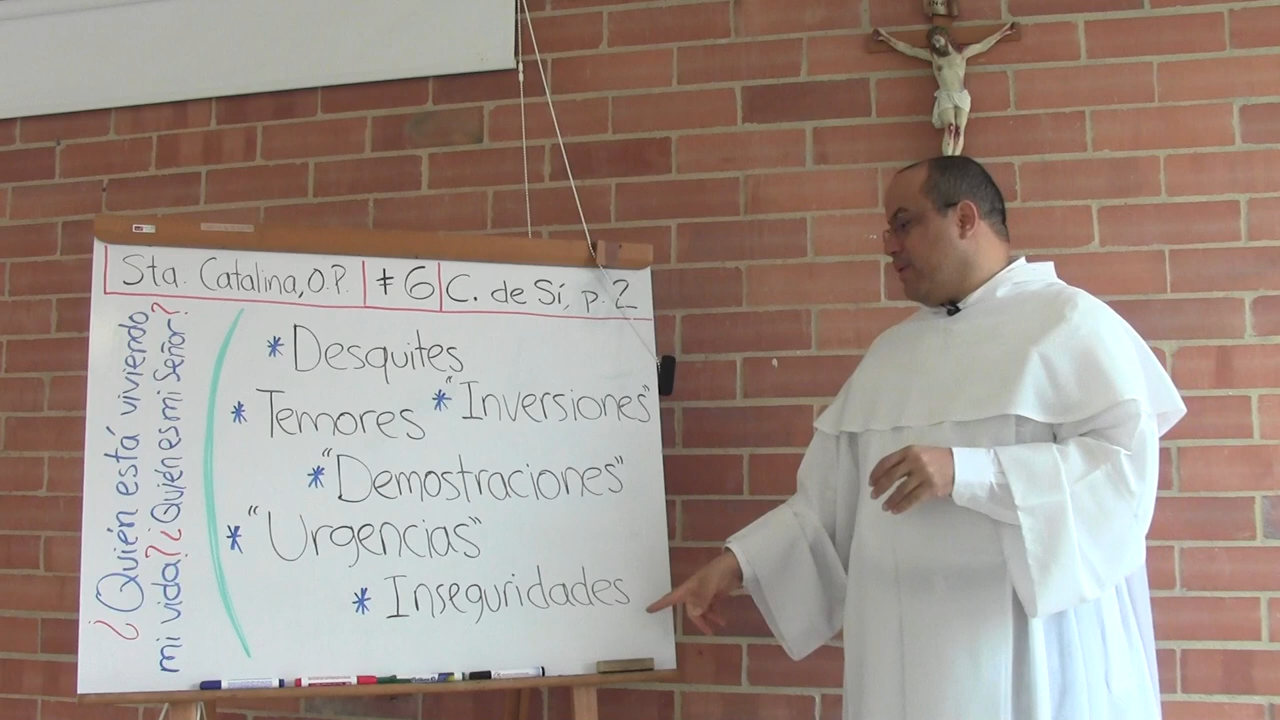 INRI
Sta. Catalina, O.P. | #6 | C. de Sí, p. 2
¿Quién está viviendo
mi vida? ¿Quién es mi Señor?
* Desquites
* Temores * "Inversiones"
* "Demostraciones"
* "Urgencias"
* Inseguridades